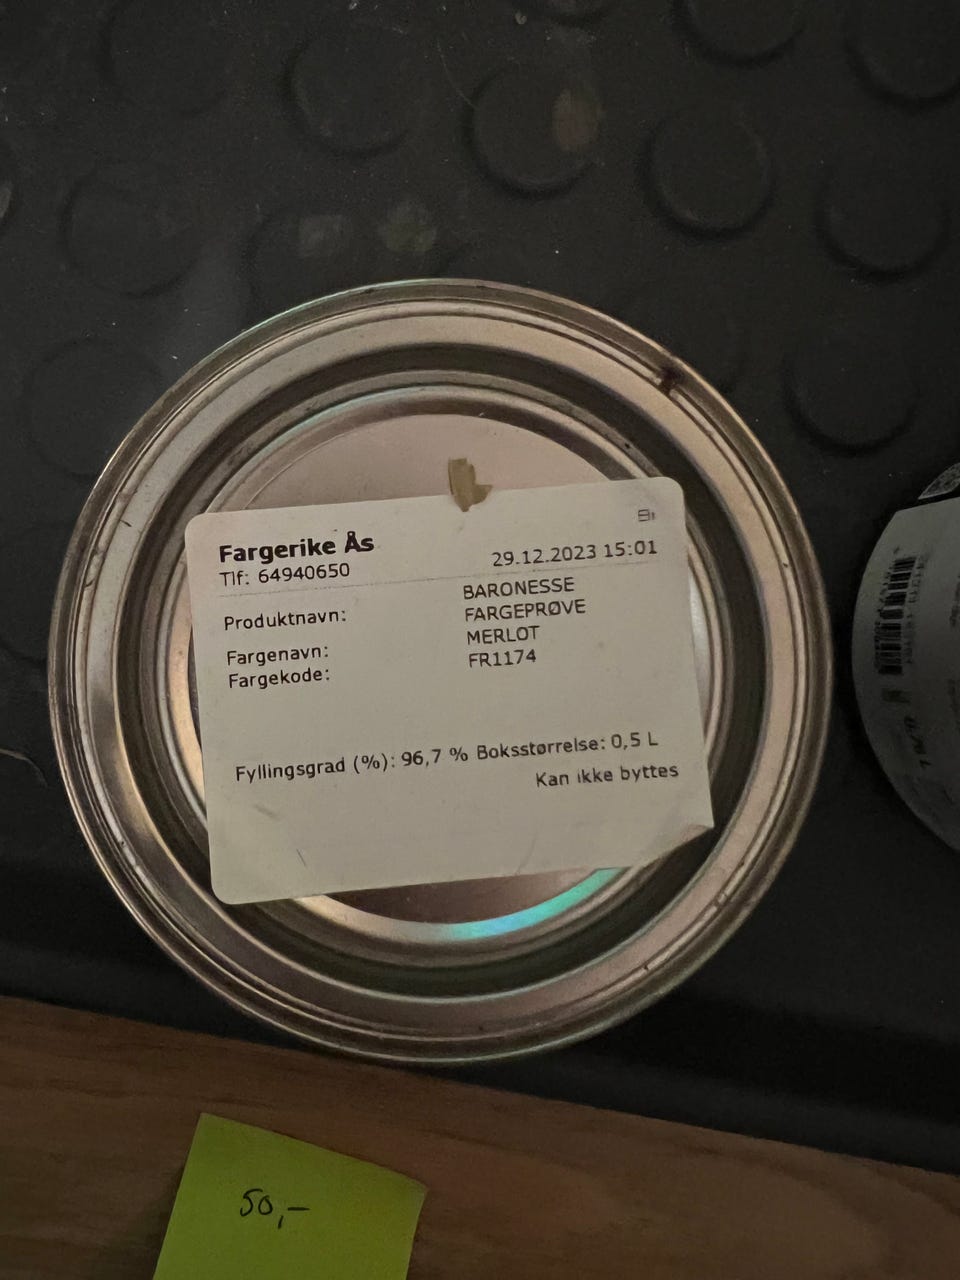 Fargerike Ås
Tlf: 64940650
29.12.2023 15:01
Produktnavn: BARONESSE
FARGEPRØVE
Fargenavn: MERLOT
Fargekode: FR1174
Fyllingsgrad (%): 96,7 % Boksstørrelse: 0,5 L
Kan ikke byttes
50,-